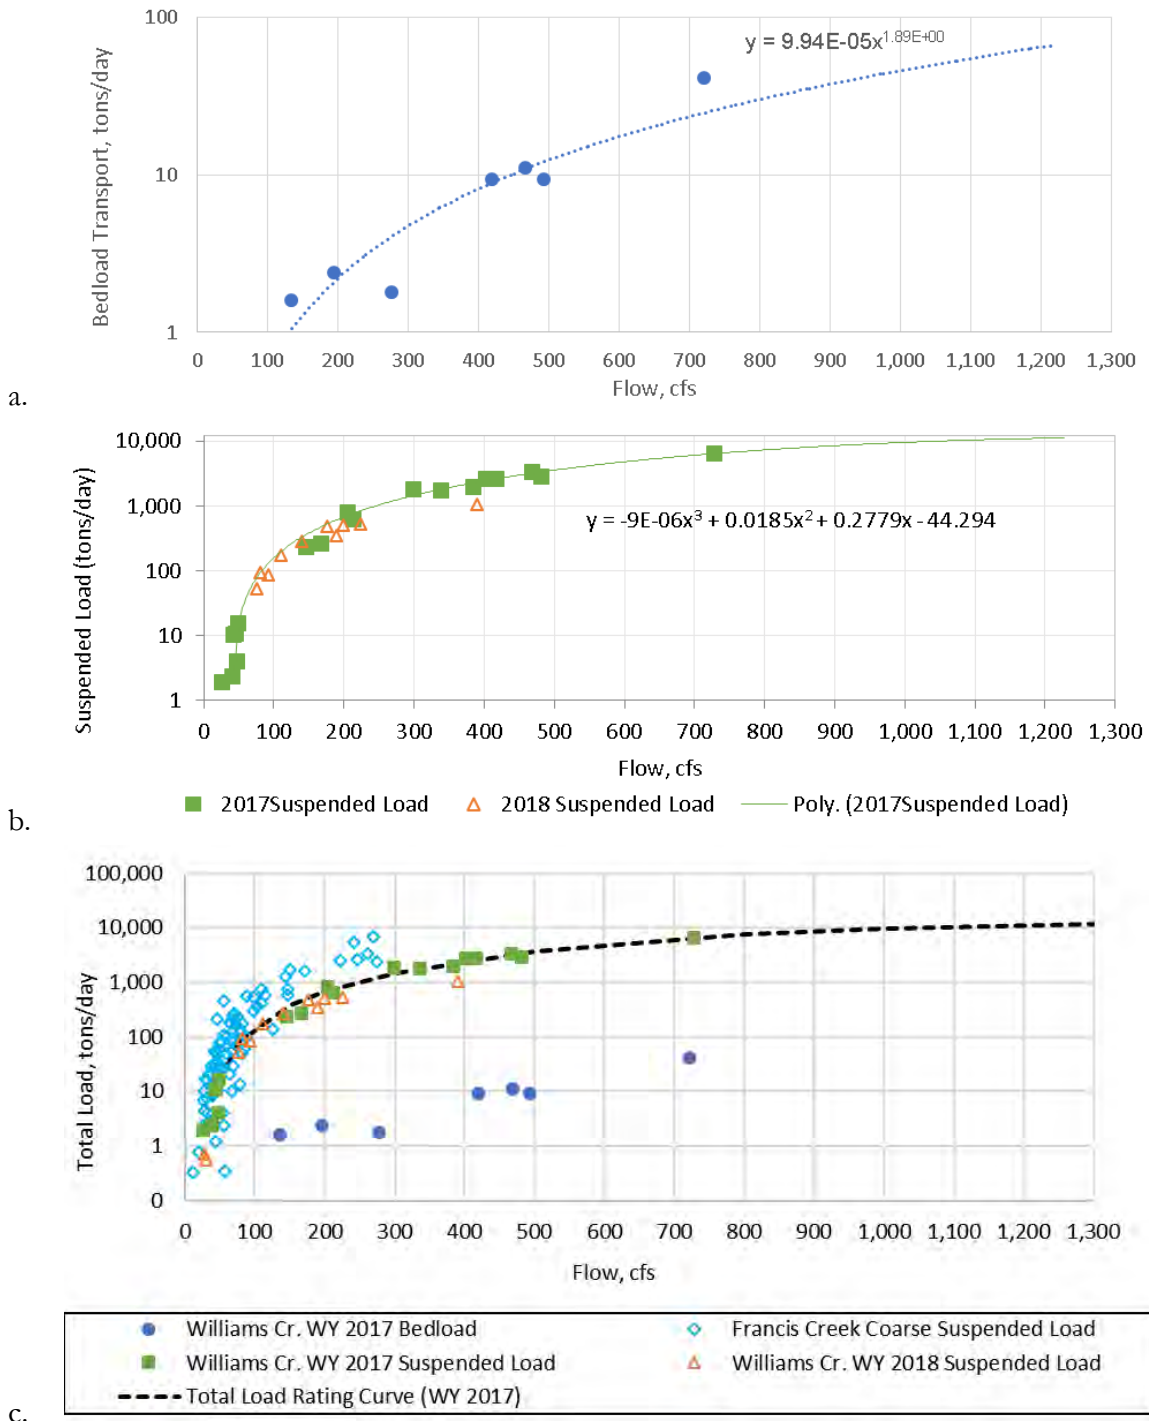 100
10
1
Bedload Transport, tons/day
y = 9.94E-05x^1.89E+00
0 100 200 300 400 500 600 700 800 900 1,000 1,100 1,200 1,300
Flow, cfs
a.
10,000
1,000
100
10
1
Suspended Load (tons/day)
y = -9E-06x³ + 0.0185x² + 0.2779x - 44.294
0 100 200 300 400 500 600 700 800 900 1,000 1,100 1,200 1,300
Flow, cfs
2017Suspended Load 2018 Suspended Load Poly. (2017Suspended Load)
b.
100,000
10,000
1,000
100
10
1
0
Total Load, tons/day
0 100 200 300 400 500 600 700 800 900 1,000 1,100 1,200 1,300
Flow, cfs
Williams Cr. WY 2017 Bedload Francis Creek Coarse Suspended Load
Williams Cr. WY 2017 Suspended Load Williams Cr. WY 2018 Suspended Load
Total Load Rating Curve (WY 2017)
c.